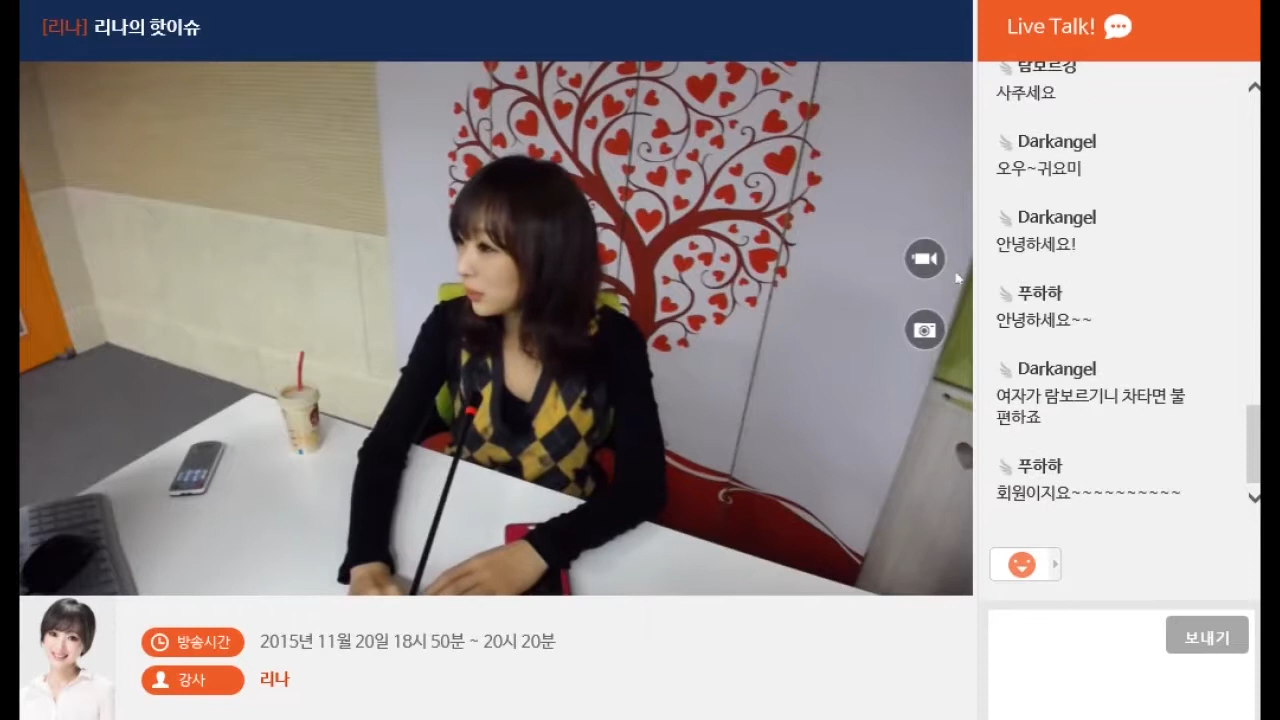 [리나] 리나의 핫이슈
Live Talk!
람보르깅
사주세요
Darkangel
오우~귀요미
Darkangel
안녕하세요!
푸하하
안녕하세요~~
Darkangel
여자가 람보르기니 차타면 불
편하죠
푸하하
회원이지요~~~~~~~~~~
방송시간 2015년 11월 20일 18시 50분 ~ 20시 20분
강사 리나
보내기